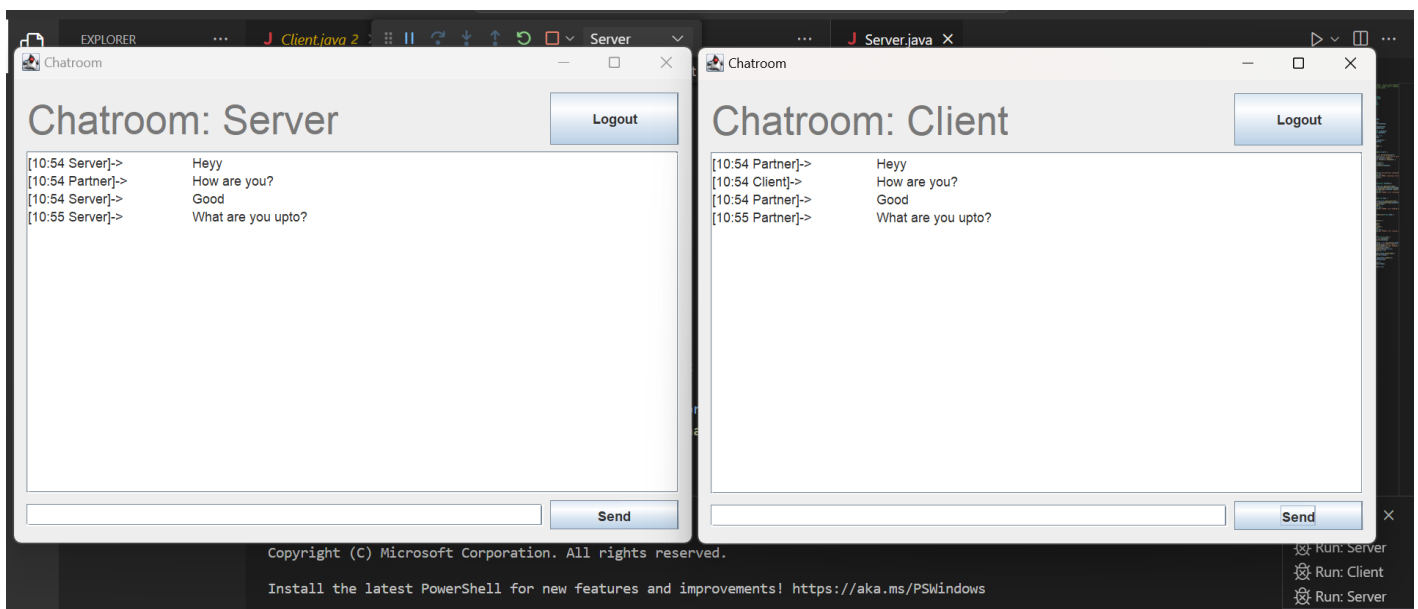 EXPLORER
...
Client.java 2
Server
...
Server.java
...
Chatroom
Chatroom: Server
Logout
[10:54 Server]-> Heyy
[10:54 Partner]-> How are you?
[10:54 Server]-> Good
[10:55 Server]-> What are you upto?
Send
Chatroom
Chatroom: Client
Logout
[10:54 Partner]-> Heyy
[10:54 Client]-> How are you?
[10:54 Partner]-> Good
[10:55 Partner]-> What are you upto?
Send
Copyright (C) Microsoft Corporation. All rights reserved.
Install the latest PowerShell for new features and improvements! https://aka.ms/PSWindows
Run: Server
Run: Client
Run: Server